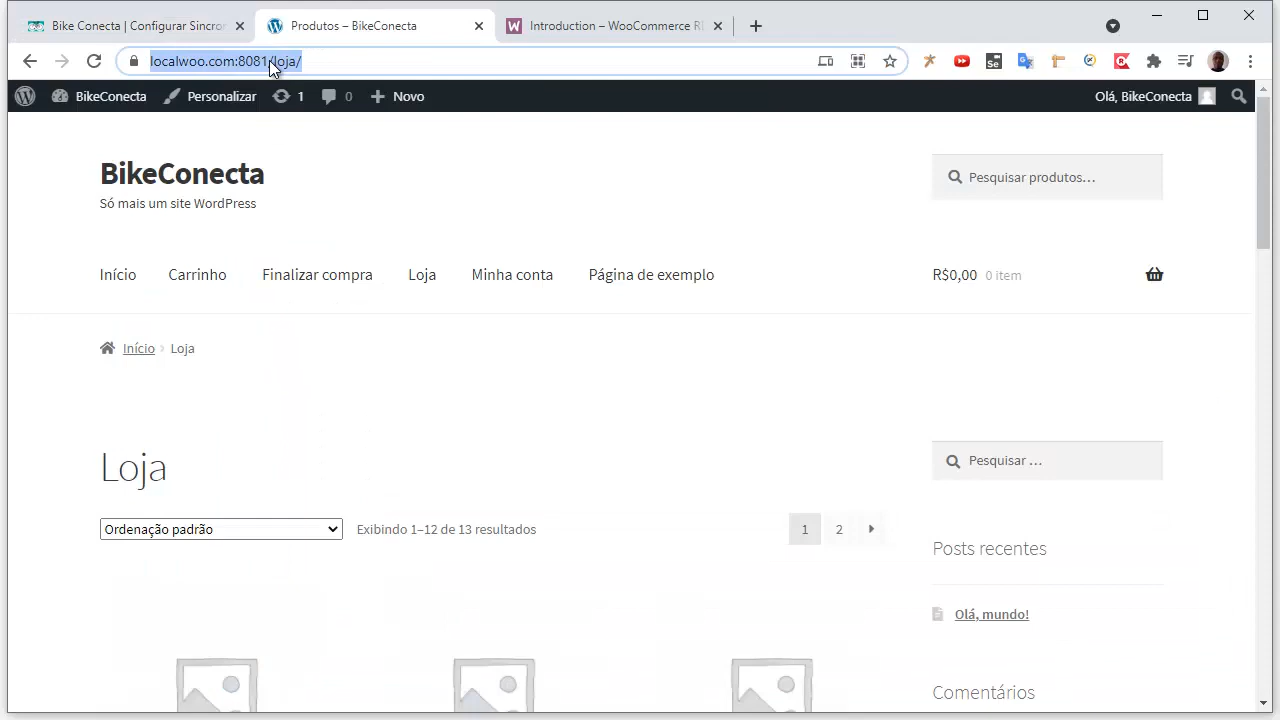 Bike Conecta | Configurar Sincror
Produtos – BikeConecta
Introduction – WooCommerce RE
localwoo.com:8081/loja/
BikeConecta
Personalizar
1
0
Novo
Olá, BikeConecta
BikeConecta
Só mais um site WordPress
Pesquisar produtos…
Início
Carrinho
Finalizar compra
Loja
Minha conta
Página de exemplo
R$0,00 0 item
Início
Loja
Loja
Pesquisar …
Ordenação padrão
Exibindo 1–12 de 13 resultados
1
2
Posts recentes
Olá, mundo!
Comentários